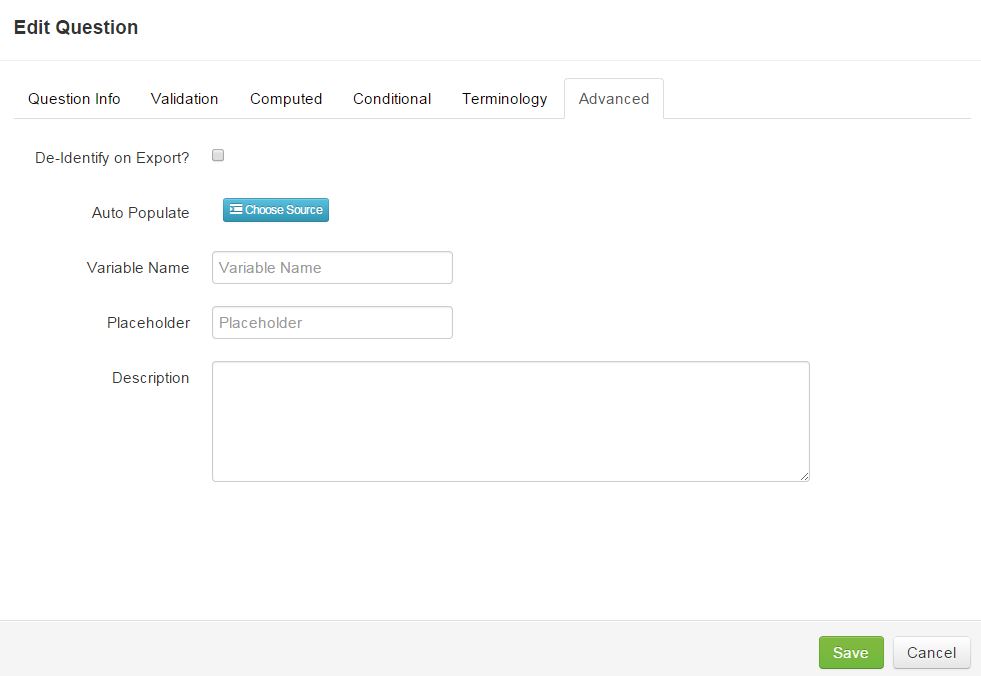 Edit Question
Question Info Validation Computed Conditional Terminology Advanced
De-Identify on Export?
Auto Populate Choose Source
Variable Name Variable Name
Placeholder Placeholder
Description
Save Cancel